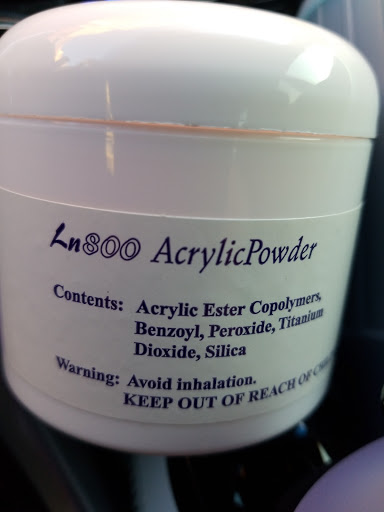 Ln800 AcrylicPowder
Contents: Acrylic Ester Copolymers,
Benzoyl, Peroxide, Titanium
Dioxide, Silica
Warning: Avoid inhalation.
KEEP OUT OF REACH OF